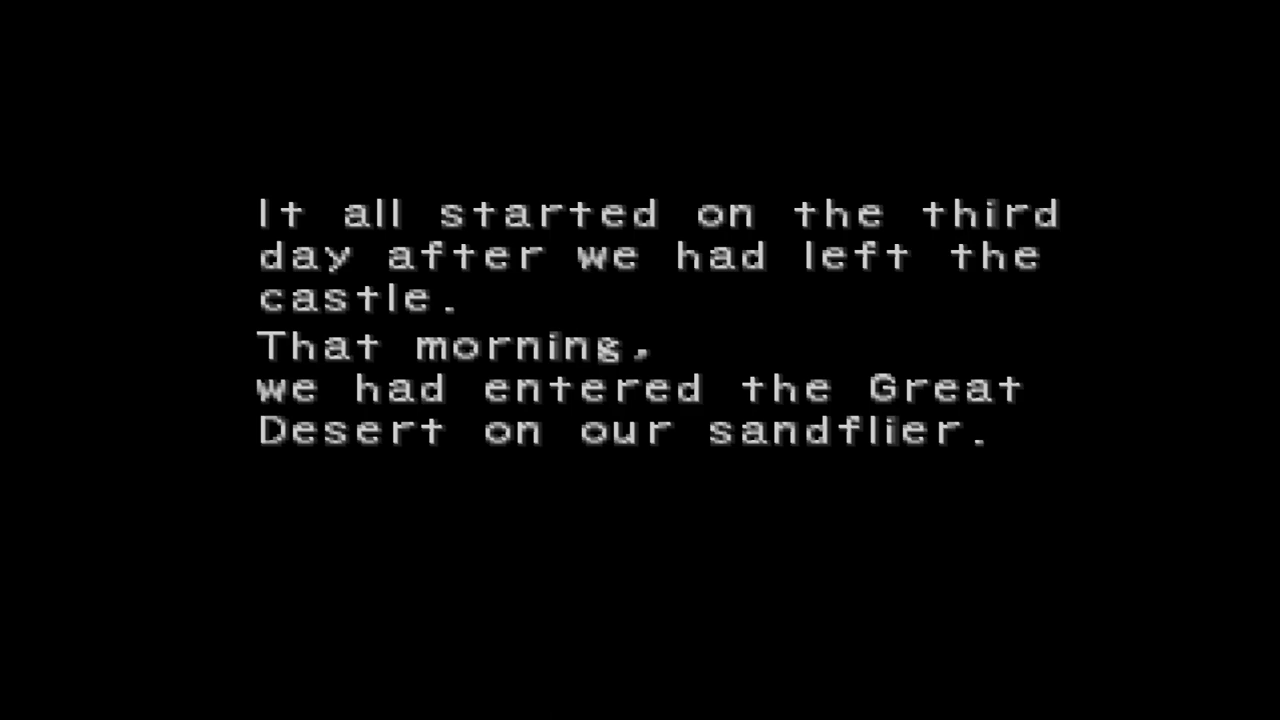 It all started on the third
day after we had left the
castle.
That morning,
we had entered the Great
Desert on our sandflier.